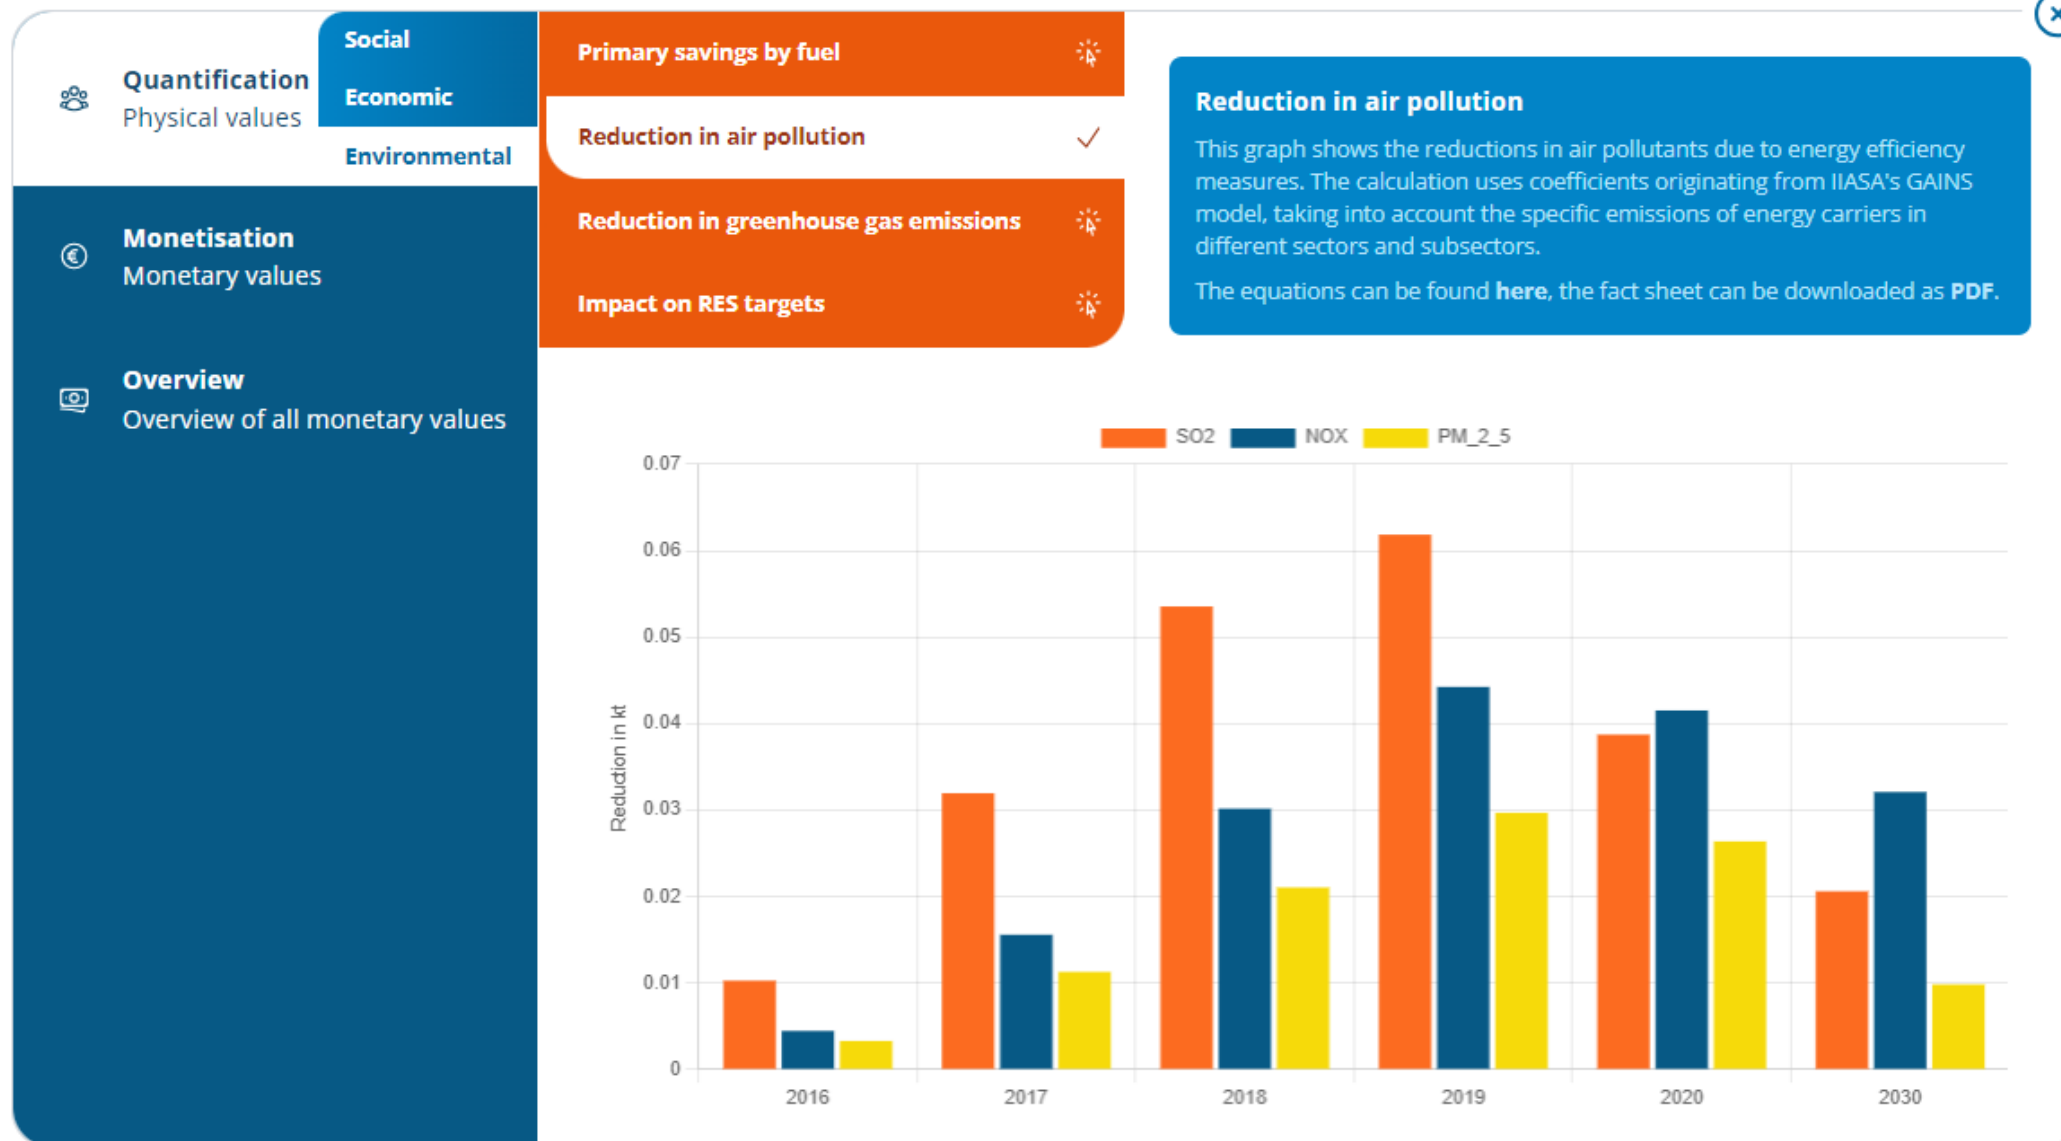 Quantification
Physical values
Social
Economic
Environmental
Monetisation
Monetary values
Overview
Overview of all monetary values
Primary savings by fuel
Reduction in air pollution
Reduction in greenhouse gas emissions
Impact on RES targets
Reduction in air pollution
This graph shows the reductions in air pollutants due to energy efficiency
measures. The calculation uses coefficients originating from IIASA's GAINS
model, taking into account the specific emissions of energy carriers in
different sectors and subsectors.
The equations can be found here, the fact sheet can be downloaded as PDF.
SO2 NOX PM_2_5
Reduction in kt
0.07
0.06
0.05
0.04
0.03
0.02
0.01
0
2016 2017 2018 2019 2020 2030